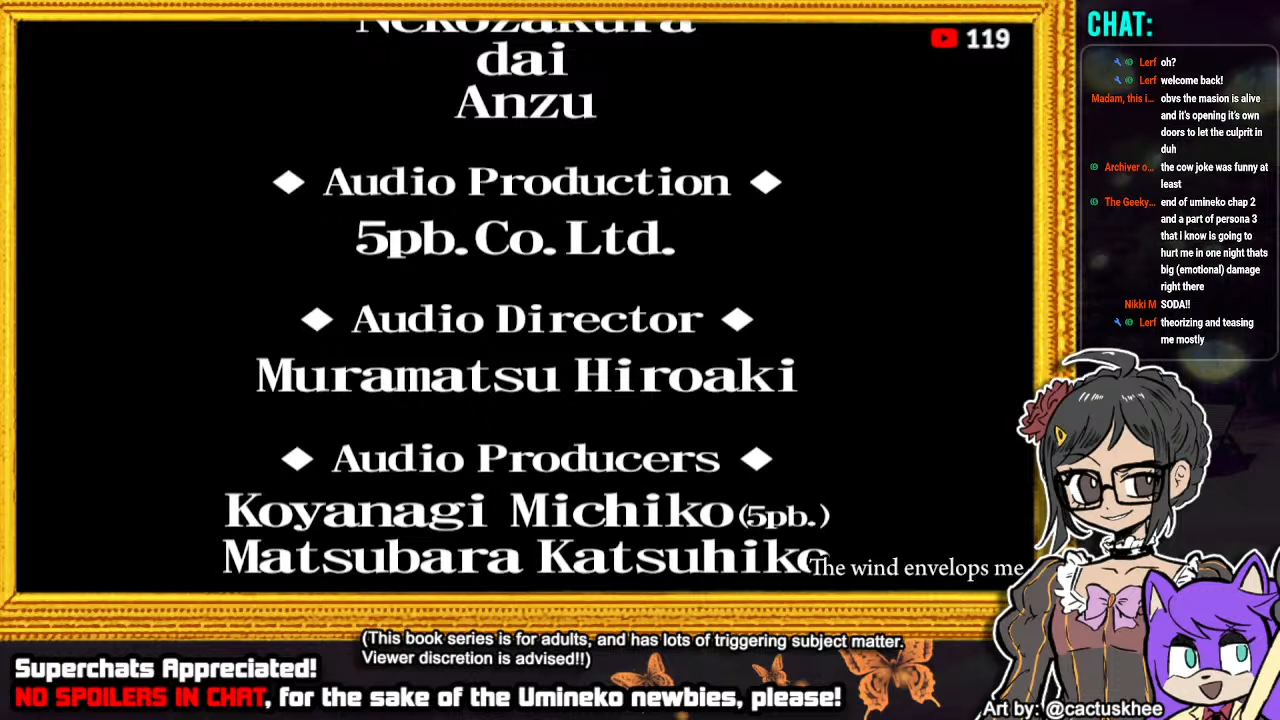 Nekozakura
dai
Anzu
◆ Audio Production ◆
5pb.Co.Ltd.
◆ Audio Director ◆
Muramatsu Hiroaki
◆ Audio Producers ◆
Koyanagi Michiko(5pb.)
Matsubara Katsuhiko
The wind envelops me
119
CHAT:
Lerf oh?
Lerf welcome back!
Madam, this i... obvs the masion is alive
and it's opening it's own
doors to let the culprit in
duh
Archiver o... the cow joke was funny at
least
The Geeky... end of umineko chap 2
and a part of persona 3
that I know is going to
hurt me in one night thats
big (emotional) damage
right there
Nikki M SODA!!
Lerf theorizing and teasing
me mostly
(This book series is for adults, and has lots of triggering subject matter.
Viewer discretion is advised!!)
Superchats Appreciated!
NO SPOILERS IN CHAT, for the sake of the Umineko newbies, please!
Art by: @cactuskhee